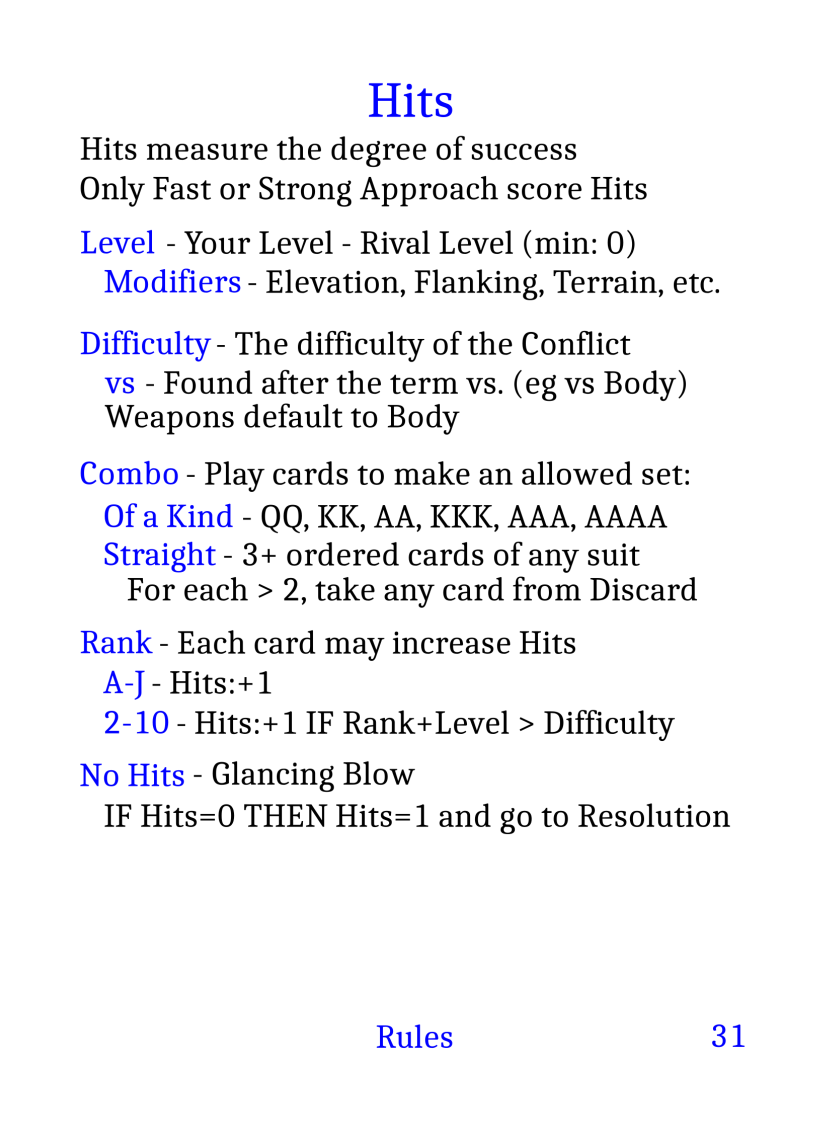 Hits
Hits measure the degree of success
Only Fast or Strong Approach score Hits
Level - Your Level - Rival Level (min: 0)
Modifiers - Elevation, Flanking, Terrain, etc.
Difficulty - The difficulty of the Conflict
vs - Found after the term vs. (eg vs Body)
Weapons default to Body
Combo - Play cards to make an allowed set:
Of a Kind - QQ, KK, AA, KKK, AAA, AAAA
Straight - 3+ ordered cards of any suit
For each > 2, take any card from Discard
Rank - Each card may increase Hits
A-J - Hits:+1
2-10 - Hits:+1 IF Rank+Level > Difficulty
No Hits - Glancing Blow
IF Hits=0 THEN Hits=1 and go to Resolution
Rules 31